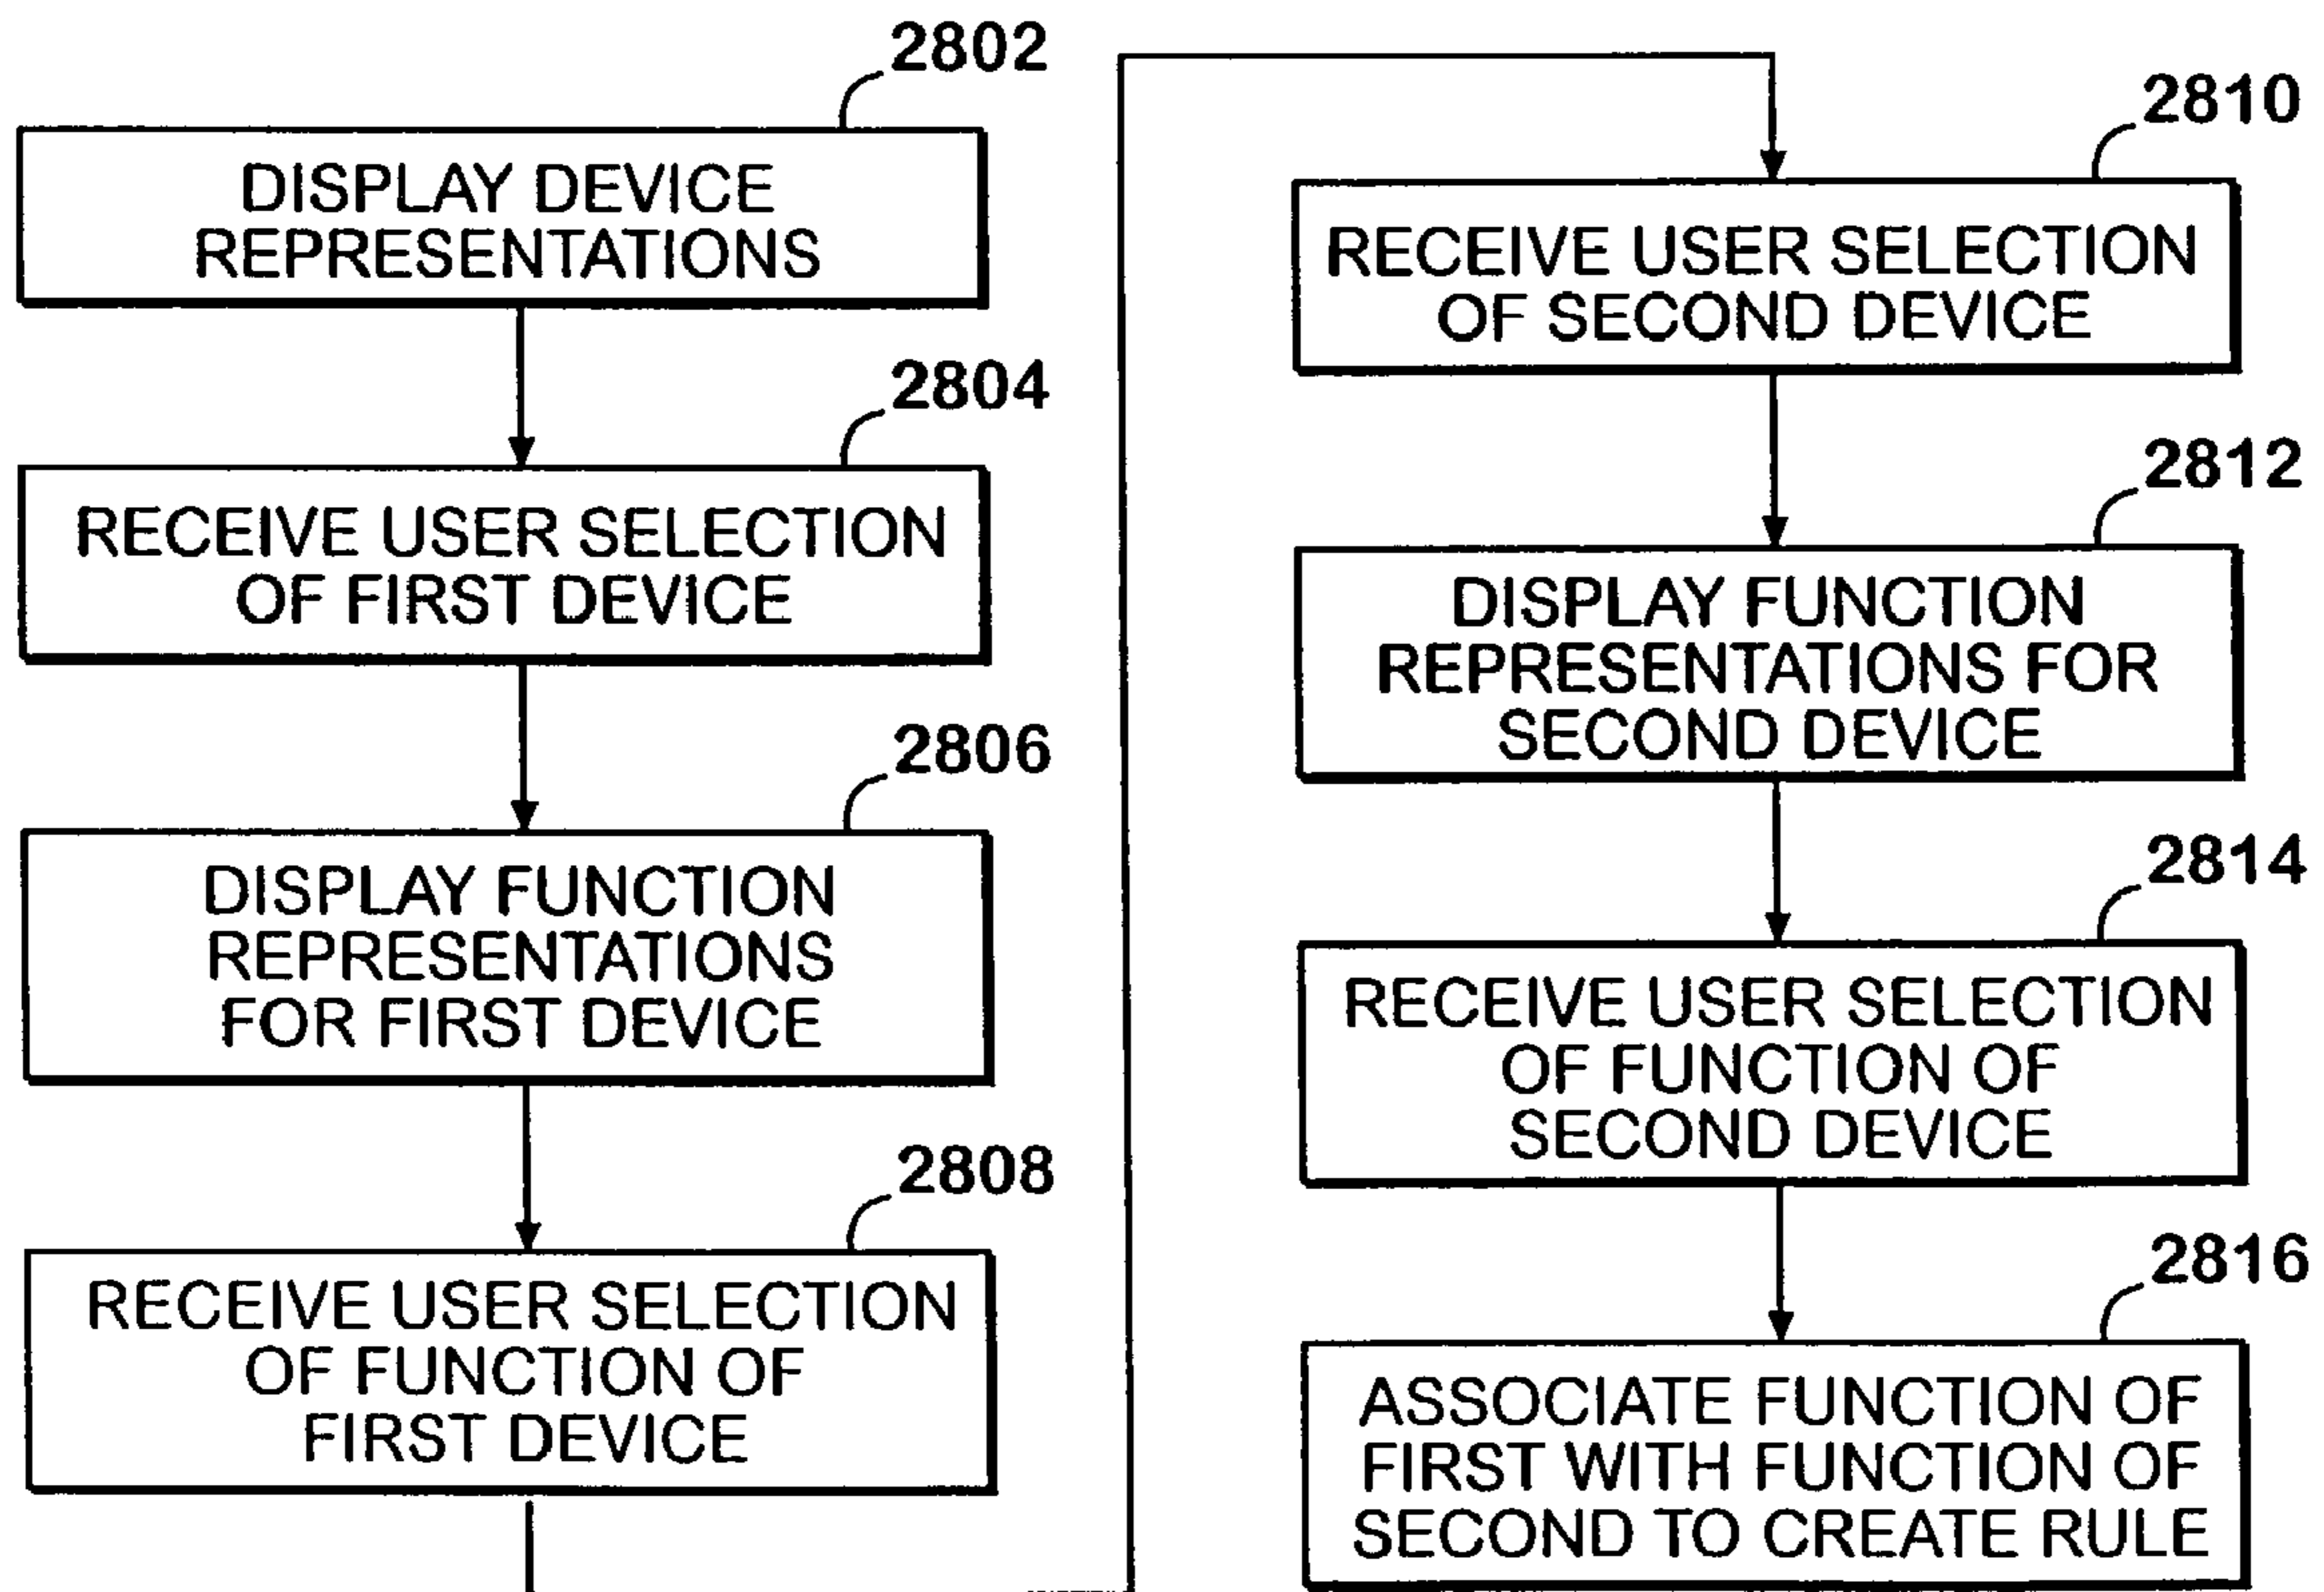 2802
DISPLAY DEVICE
REPRESENTATIONS
2804
RECEIVE USER SELECTION
OF FIRST DEVICE
2806
DISPLAY FUNCTION
REPRESENTATIONS
FOR FIRST DEVICE
2808
RECEIVE USER SELECTION
OF FUNCTION OF
FIRST DEVICE
2810
RECEIVE USER SELECTION
OF SECOND DEVICE
2812
DISPLAY FUNCTION
REPRESENTATIONS FOR
SECOND DEVICE
2814
RECEIVE USER SELECTION
OF FUNCTION OF
SECOND DEVICE
2816
ASSOCIATE FUNCTION OF
FIRST WITH FUNCTION OF
SECOND TO CREATE RULE